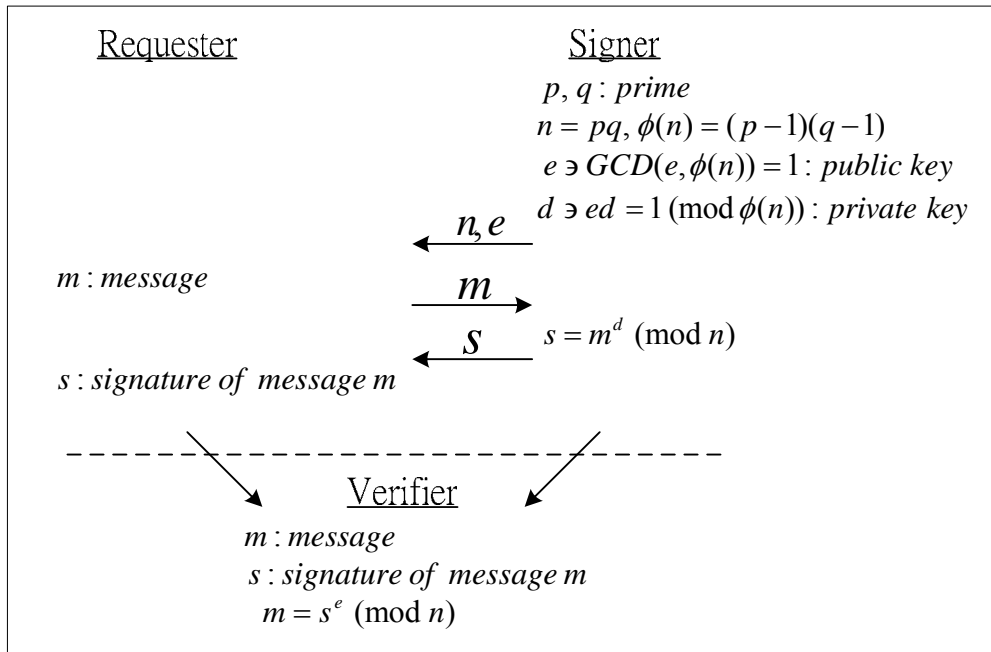 Requester
Signer
p, q : prime
n = pq, ϕ(n) = (p −1)(q −1)
e ∋ GCD(e, ϕ(n)) = 1 : public key
d ∋ ed = 1 (mod ϕ(n)) : private key
n, e
m : message
m
s
s = m^d (mod n)
s : signature of message m
Verifier
m : message
s : signature of message m
m = s^e (mod n)